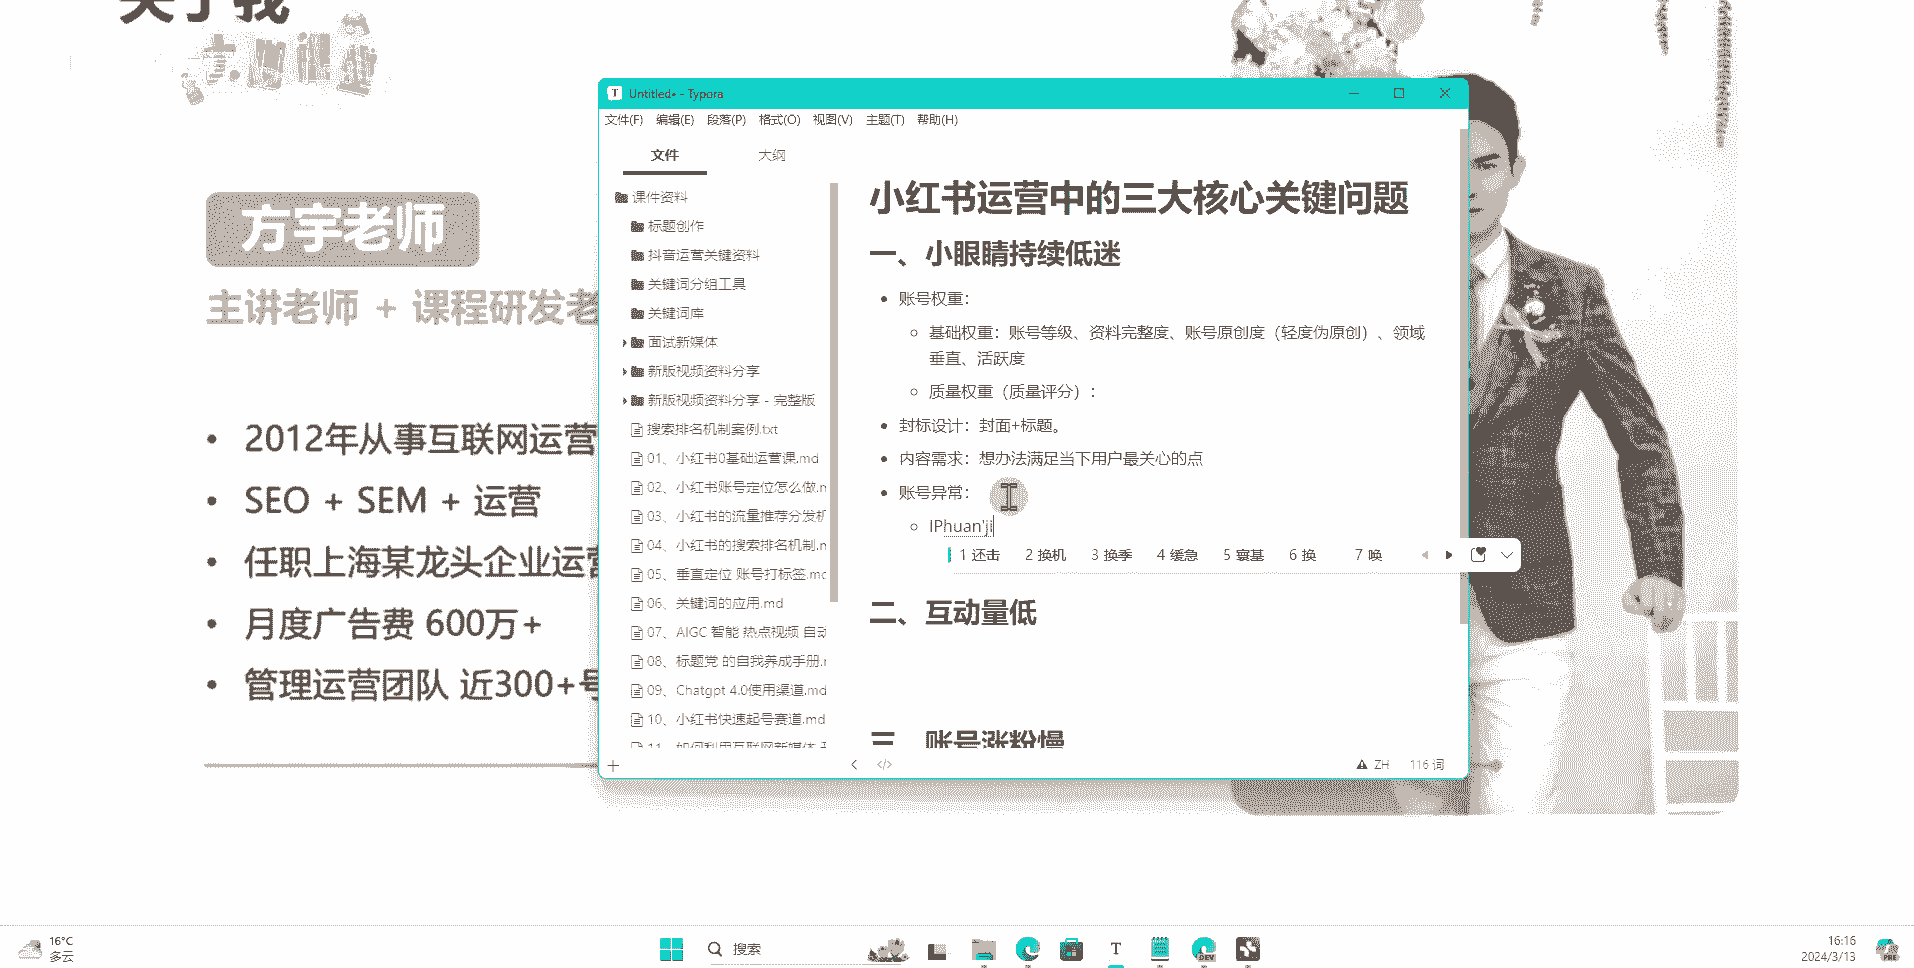 关于我
方宇老师
主讲老师 + 课程研发老
2012年从事互联网运营
SEO + SEM + 运营
任职上海某龙头企业运营
月度广告费 600万+
管理运营团队 近300+号
Untitled• - Typora
文件(F) 编辑(E) 段落(P) 格式(O) 视图(V) 主题(T) 帮助(H)
文件 大纲
课件资料
标题创作
抖音运营关键资料
关键词分组工具
关键词库
面试新媒体
新版视频资料分享
新版视频资料分享 - 完整版
搜索排名机制案例.txt
01、小红书0基础运营课.md
02、小红书账号定位怎么做.m
03、小红书的流量推荐分发机
04、小红书的搜索排名机制.m
05、垂直定位 账号打标签.md
06、关键词的应用.md
07、AIGC 智能 热点视频 自动
08、标题党 的自我养成手册.m
09、Chatgpt 4.0使用渠道.md
10、小红书快速起号赛道.md
11、如何利用互联网新媒体
小红书运营中的三大核心关键问题
一、小眼睛持续低迷
账号权重：
基础权重：账号等级、资料完整度、账号原创度（轻度伪原创）、领域
垂直、活跃度
质量权重（质量评分）：
封标设计：封面+标题。
内容需求：想办法满足当下用户最关心的点
账号异常：
IPhuan'ji
1 还击 2 换机 3 换季 4 缓急 5 寰基 6 换 7 唤
二、互动量低
三、账号涨粉慢
ZH 116 词
16°C
多云
搜索
T
DEV
16:16
2024/3/13
PRE